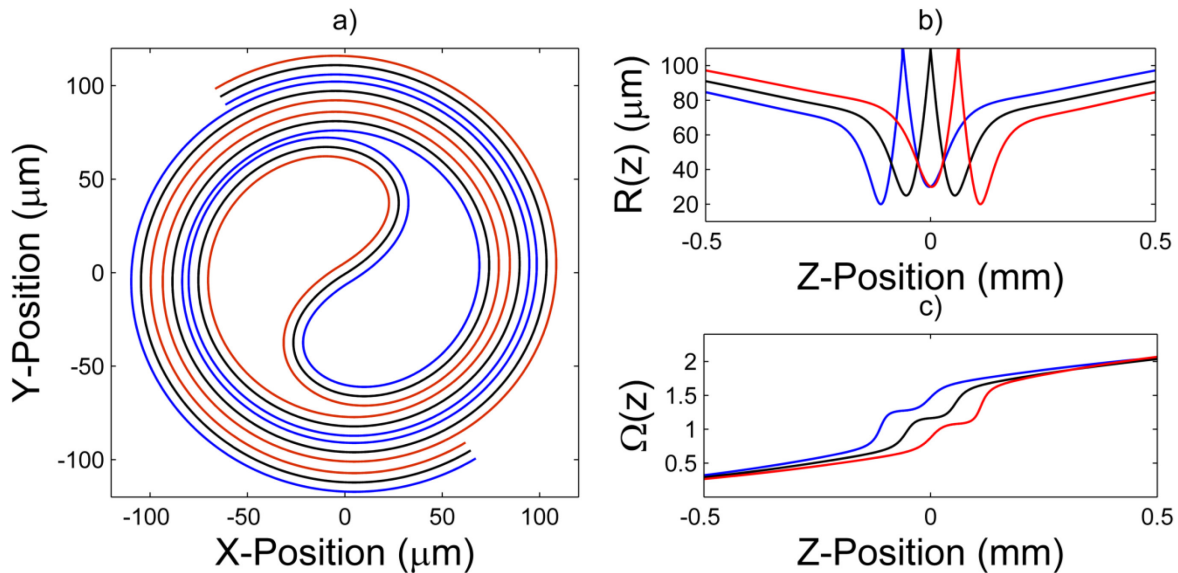 a)
Y-Position (μm)
100
50
0
-50
-100
-100 -50 0 50 100
X-Position (μm)
b)
R(z) (μm)
100
80
60
40
20
-0.5 0 0.5
Z-Position (mm)
c)
Ω(z)
2
1.5
1
0.5
-0.5 0 0.5
Z-Position (mm)